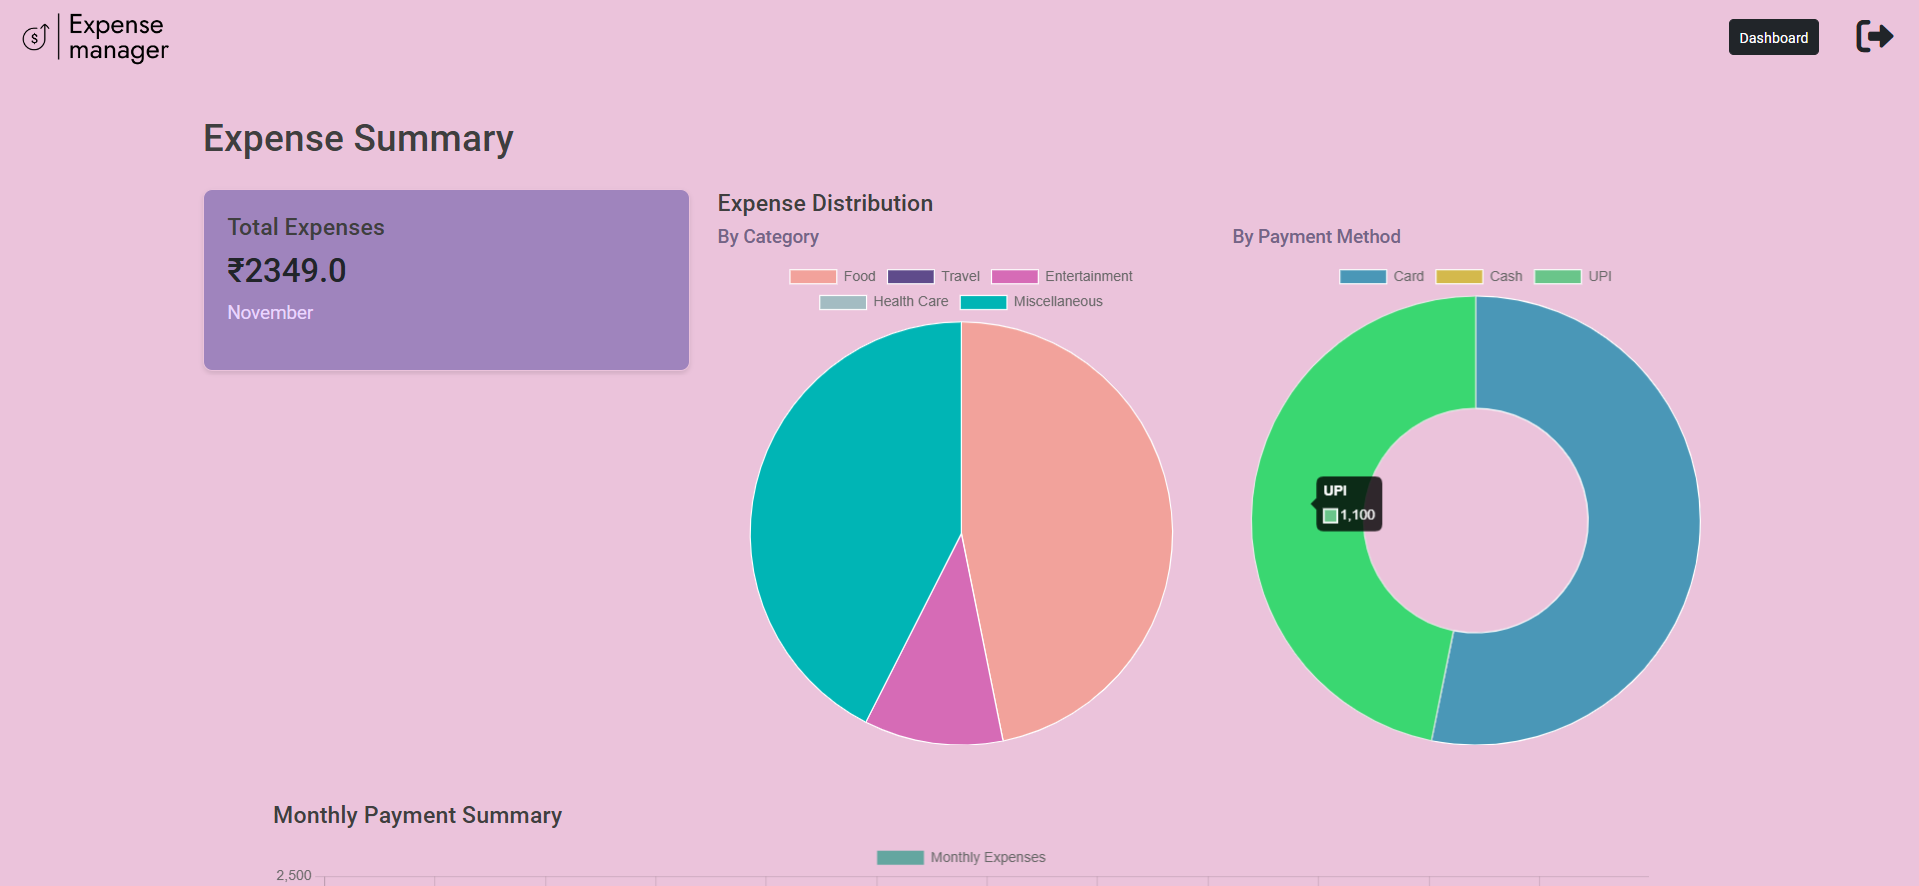 $
Expense
manager
Dashboard
Expense Summary
Total Expenses
₹2349.0
November
Expense Distribution
By Category
Food Travel Entertainment
Health Care Miscellaneous
By Payment Method
Card Cash UPI
UPI
1,100
Monthly Payment Summary
Monthly Expenses
2,500